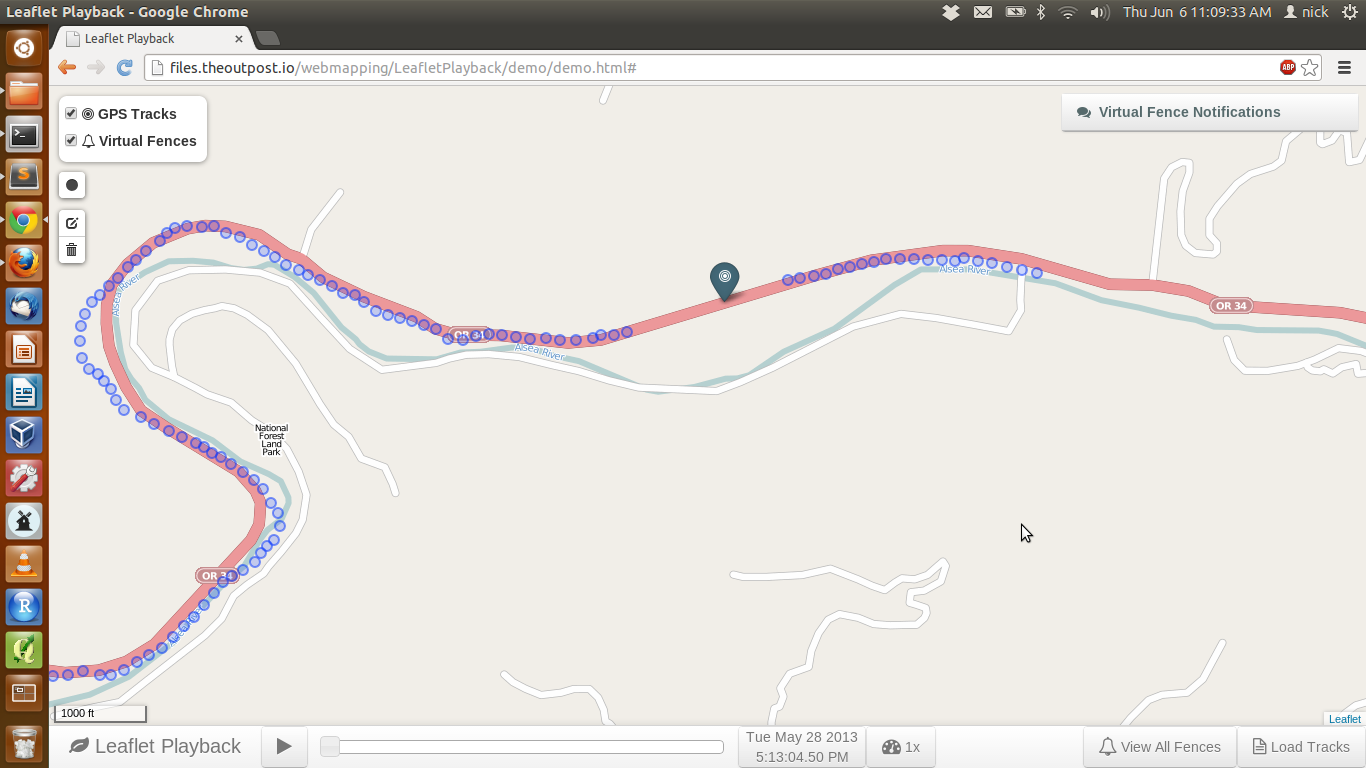 Leaflet Playback - Google Chrome
Thu Jun 6 11:09:33 AM
nick
Leaflet Playback
files.theoutpost.io/webmapping/LeafletPlayback/demo/demo.html#
ABP
GPS Tracks
Virtual Fences
Virtual Fence Notifications
Alsea River
Alsea River
OR 34
OR 34
Alsea River
National
Forest
Land
Park
OR 34
1000 ft
Leaflet
Leaflet Playback
Tue May 28 2013
5:13:04.50 PM
1x
View All Fences
Load Tracks